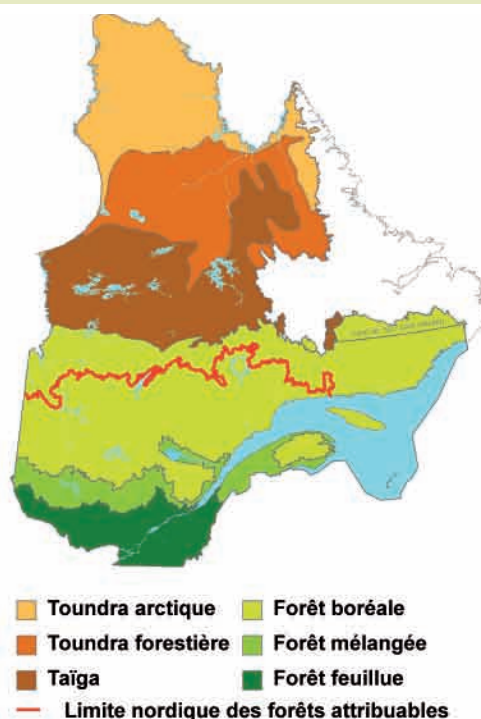 Toundra arctique
Forêt boréale
Toundra forestière
Forêt mélangée
Taïga
Forêt feuillue
Limite nordique des forêts attribuables